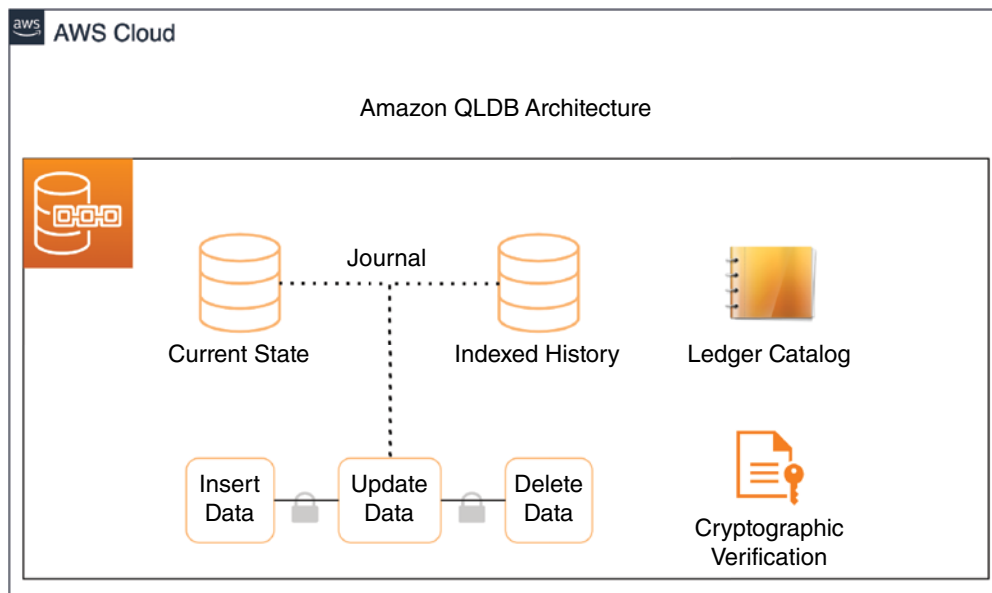 aws
AWS Cloud
Amazon QLDB Architecture
Journal
Current State
Indexed History
Ledger Catalog
Insert
Data
Update
Data
Delete
Data
Cryptographic
Verification